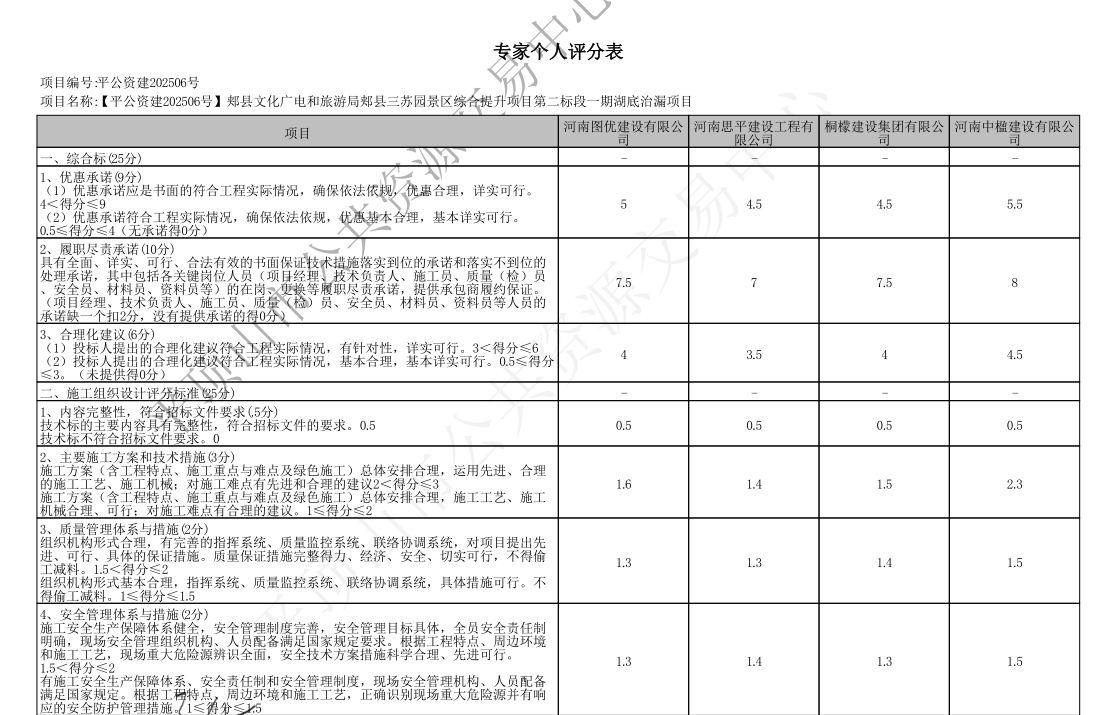 专家个人评分表
项目编号:平公资建202506号
项目名称:【平公资建202506号】郏县文化广电和旅游局郏县三苏园景区综合提升项目第二标段一期湖底治漏项目
项目 河南图优建设有限公司 河南思平建设工程有限公司 桐檬建设集团有限公司 河南中楹建设有限公司
一、综合标(25分) - - - -
1、优惠承诺(9分)
（1）优惠承诺应是书面的符合工程实际情况，确保依法依规，优惠合理，详实可行。
4＜得分≤9
（2）优惠承诺符合工程实际情况，确保依法依规，优惠基本合理，基本详实可行。
0.5≤得分≤4（无承诺得0分）
5 4.5 4.5 5.5
2、履职尽责承诺(10分)
具有全面、详实、可行、合法有效的书面保证技术措施落实到位的承诺和落实不到位的
处理承诺，其中包括各关键岗位人员（项目经理、技术负责人、施工员、质量（检）员
、安全员、材料员、资料员等）的在岗、更换等履职尽责承诺，提供承包商履约保证。
（项目经理、技术负责人、施工员、质量（检）员、安全员、材料员、资料员等人员的
承诺缺一个扣2分，没有提供承诺的得0分）
7.5 7 7.5 8
3、合理化建议(6分)
（1）投标人提出的合理化建议符合工程实际情况，有针对性，详实可行。3＜得分≤6
（2）投标人提出的合理化建议符合工程实际情况，基本合理，基本详实可行。0.5≤得分
≤3。（未提供得0分）
4 3.5 4 4.5
二、施工组织设计评分标准(25分) - - - -
1、内容完整性，符合招标文件要求(.5分)
技术标的主要内容具有完整性，符合招标文件的要求。0.5
技术标不符合招标文件要求。0
0.5 0.5 0.5 0.5
2、主要施工方案和技术措施(3分)
施工方案（含工程特点、施工重点与难点及绿色施工）总体安排合理，运用先进、合理
的施工工艺、施工机械；对施工难点有先进和合理的建议2＜得分≤3
施工方案（含工程特点、施工重点与难点及绿色施工）总体安排合理，施工工艺、施工
机械合理、可行；对施工难点有合理的建议。1≤得分≤2
1.6 1.4 1.5 2.3
3、质量管理体系与措施(2分)
组织机构形式合理，有完善的指挥系统、质量监控系统、联络协调系统，对项目提出先
进、可行、具体的保证措施。质量保证措施完整得力、经济、安全、切实可行，不得偷
工减料。1.5＜得分≤2
组织机构形式基本合理，指挥系统、质量监控系统、联络协调系统，具体措施可行。不
得偷工减料。1≤得分≤1.5
1.3 1.3 1.4 1.5
4、安全管理体系与措施(2分)
施工安全生产保障体系健全，安全管理制度完善，安全管理目标具体，全员安全责任制
明确，现场安全管理组织机构、人员配备满足国家规定要求。根据工程特点、周边环境
和施工工艺，现场重大危险源辨识全面，安全技术方案措施科学合理、先进可行。
1.5＜得分≤2
有施工安全生产保障体系、安全责任制和安全管理制度，现场安全管理机构、人员配备
满足国家规定。根据工程特点、周边环境和施工工艺，正确识别现场重大危险源并有响
应的安全防护管理措施。1≤得分≤1.5
1.3 1.4 1.3 1.5
平顶山市公共资源交易中心
平顶山市公共资源交易中心